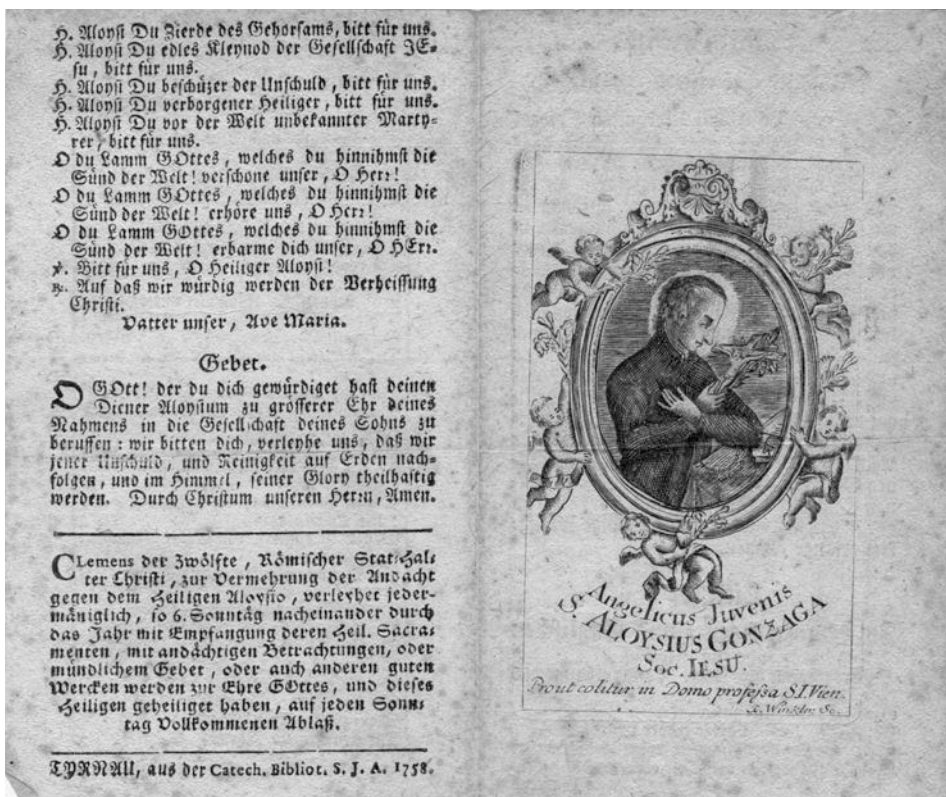 H. Aloysi Du Zierde des Gehorsams, bitt für uns.
H. Aloysi Du edles Kleynod der Gesellschaft JE-
su, bitt für uns.
H. Aloysi Du beschüzer der Unschuld, bitt für uns.
H. Aloysi Du verborgener Heiliger, bitt für uns.
H. Aloysi Du vor der Welt unbekannter Marty-
rer, bitt für uns.
O du Lamm GOttes, welches du hinnihmst die
Sünd der Welt! verschone unser, O Herr!
O du Lamm GOttes, welches du hinnihmst die
Sünd der Welt! erhöre uns, O Herr!
O du Lamm GOttes, welches du hinnihmst die
Sünd der Welt! erbarme dich unser, O HErr.
℣. Bitt für uns, O Heiliger Aloysi!
℟. Auf daß wir würdig werden der Verheissung
Christi.
Vatter unser, Ave Maria.
Gebet.
O GOtt! der du dich gewürdiget hast deinen
Diener Aloysium zu grösserer Ehr deines
Nahmens in die Gesellschaft deines Sohns zu
beruffen: wir bitten dich, verleyhe uns, daß wir
jener Unschuld, und Reinigkeit auf Erden nach-
folgen, und im Himmel, seiner Glory theilhaftig
werden. Durch Christum unseren Herrn, Amen.
CLemens der Zwölfte, Römischer Stat-Hal-
ter Christi, zur Vermehrung der Andacht
gegen dem Heiligen Aloysio, verleyhet jeder-
mäniglich, so 6. Sonntäg nacheinander durch
das Jahr mit Empfangung deren Heil. Sacra-
menten, mit andächtigen Betrachtungen, oder
mündlichem Gebet, oder auch anderen guten
Wercken werden zur Ehre GOttes, und dieses
Heiligen geheiliget haben, auf jeden Sonn-
tag Vollkommenen Ablaß.
TYRNAU, aus der Catech. Bibliot. S. J. A. 1758.
Angelicus Juvenis
S. ALOYSIUS GONZAGA
Soc. IESU.
Prout colitur in Domo professa S.I. Vien.
Winkler Sc.